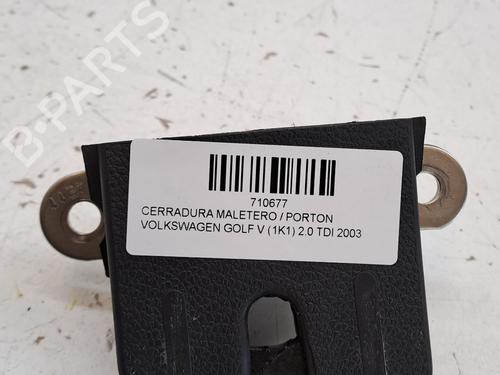 B-PARTS
710677
CERRADURA MALETERO / PORTON
VOLKSWAGEN GOLF V (1K1) 2.0 TDI 2003